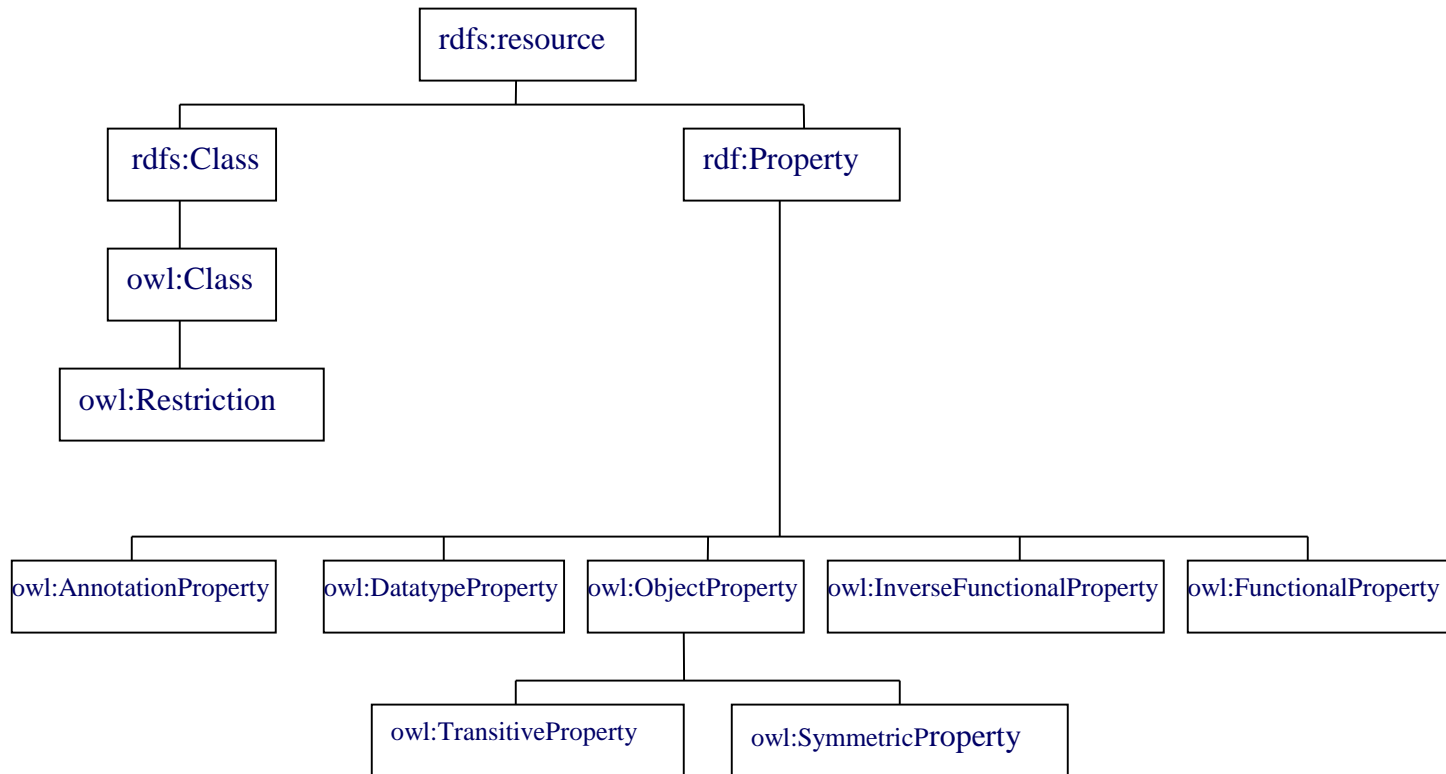 rdfs:resource
rdfs:Class
rdf:Property
owl:Class
owl:Restriction
owl:AnnotationProperty
owl:DatatypeProperty
owl:ObjectProperty
owl:InverseFunctionalProperty
owl:FunctionalProperty
owl:TransitiveProperty
owl:SymmetricProperty